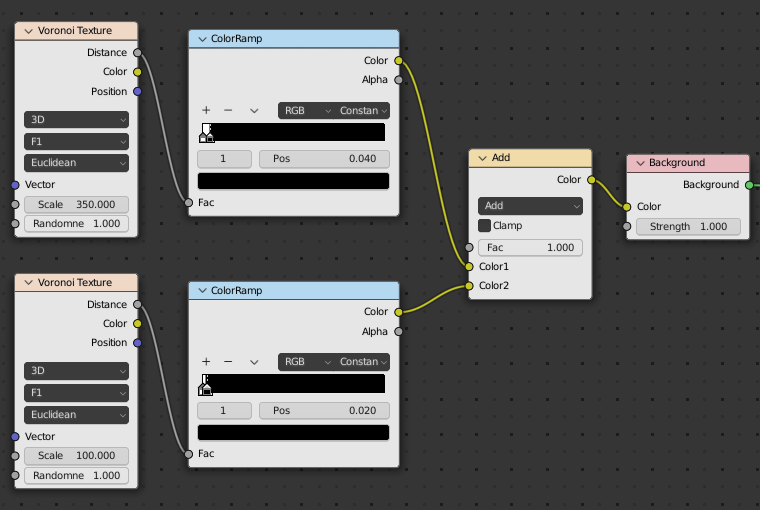 Voronoi Texture
Distance
Color
Position
3D
F1
Euclidean
Vector
Scale 350.000
Randomne 1.000
ColorRamp
Color
Alpha
+ −
RGB Constan
1 Pos 0.040
Fac
Voronoi Texture
Distance
Color
Position
3D
F1
Euclidean
Vector
Scale 100.000
Randomne 1.000
ColorRamp
Color
Alpha
+ −
RGB Constan
1 Pos 0.020
Fac
Add
Color
Add
Clamp
Fac 1.000
Color1
Color2
Background
Background
Color
Strength 1.000